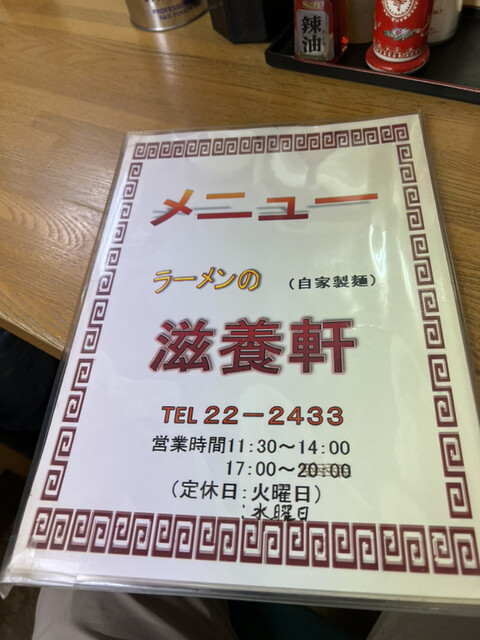 PROFESSIONAL
S&B
辣油
メニュー
ラーメンの (自家製麺)
滋養軒
TEL 22-2433
営業時間11:30~14:00
17:00~20:00
(定休日:火曜日)
:水曜日